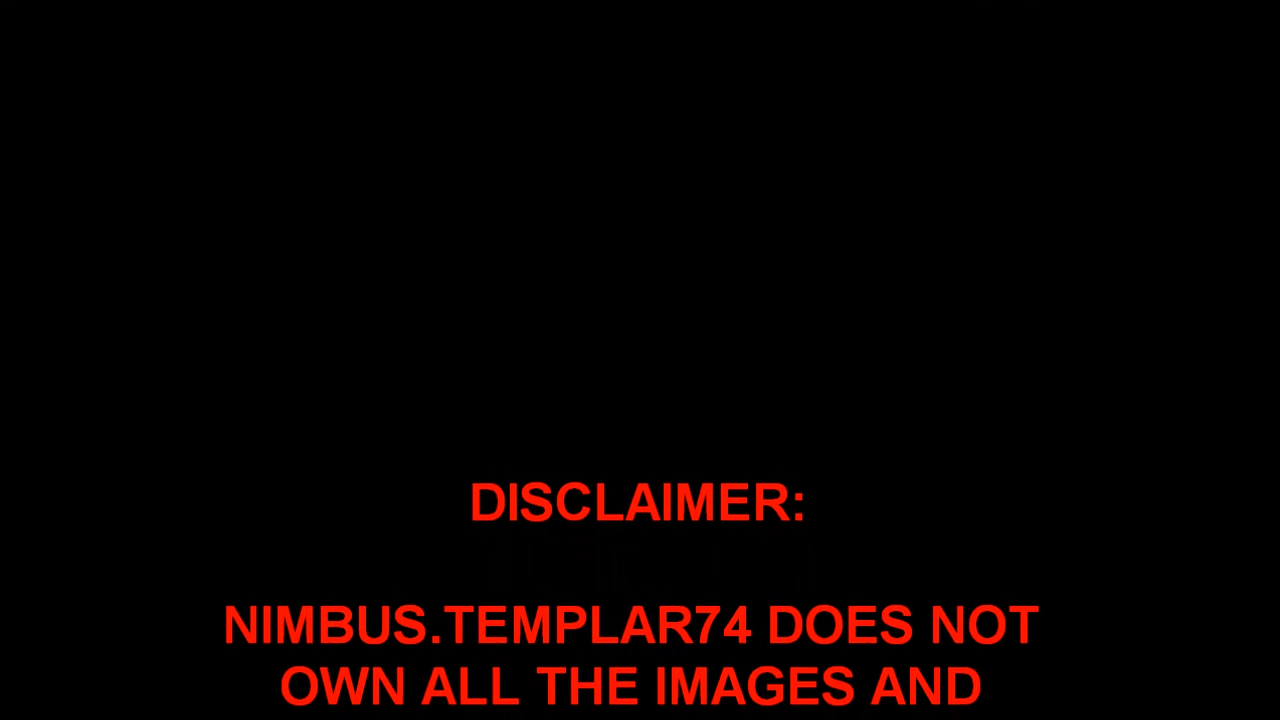 DISCLAIMER:
NIMBUS.TEMPLAR74 DOES NOT
OWN ALL THE IMAGES AND